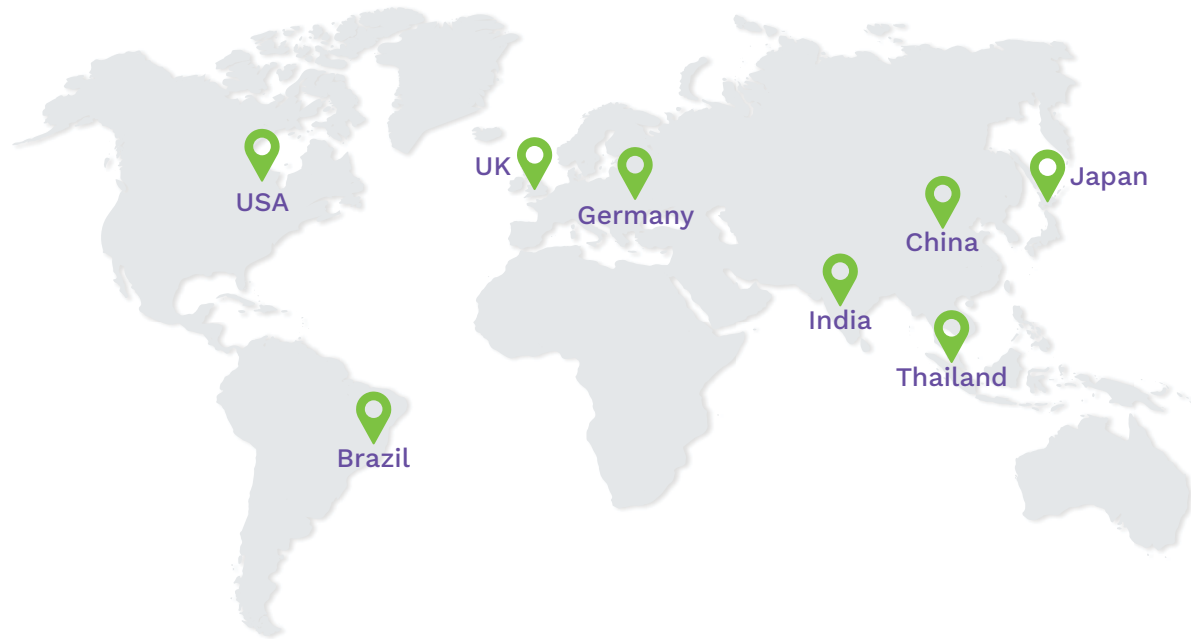 UK
Japan
USA
Germany
China
India
Thailand
Brazil